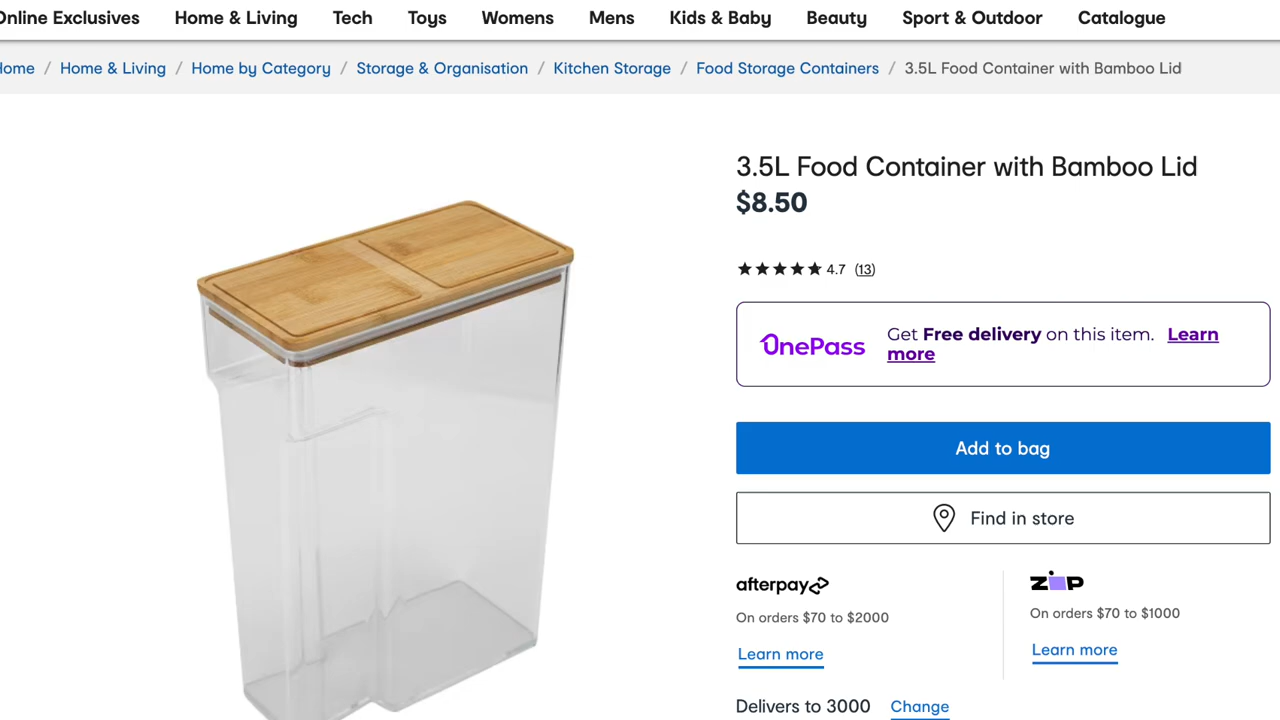 Online Exclusives Home & Living Tech Toys Womens Mens Kids & Baby Beauty Sport & Outdoor Catalogue
Home / Home & Living / Home by Category / Storage & Organisation / Kitchen Storage / Food Storage Containers / 3.5L Food Container with Bamboo Lid
3.5L Food Container with Bamboo Lid
$8.50
4.7 (13)
OnePass
Get Free delivery on this item. Learn
more
Add to bag
Find in store
afterpay
On orders $70 to $2000
Learn more
zip
On orders $70 to $1000
Learn more
Delivers to 3000 Change